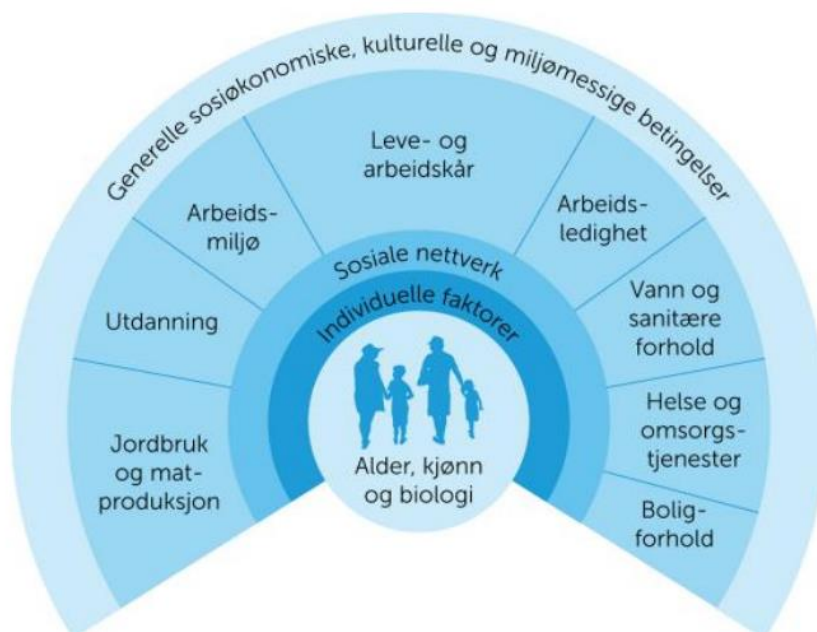 Generelle sosiøkonomiske, kulturelle og miljømessige betingelser
Leve- og
arbeidskår
Arbeids-
miljø
Arbeids-
ledighet
Sosiale nettverk
Individuelle faktorer
Utdanning
Vann og
sanitære
forhold
Jordbruk
og mat-
produksjon
Helse og
omsorgs-
tjenester
Alder, kjønn
og biologi
Bolig-
forhold